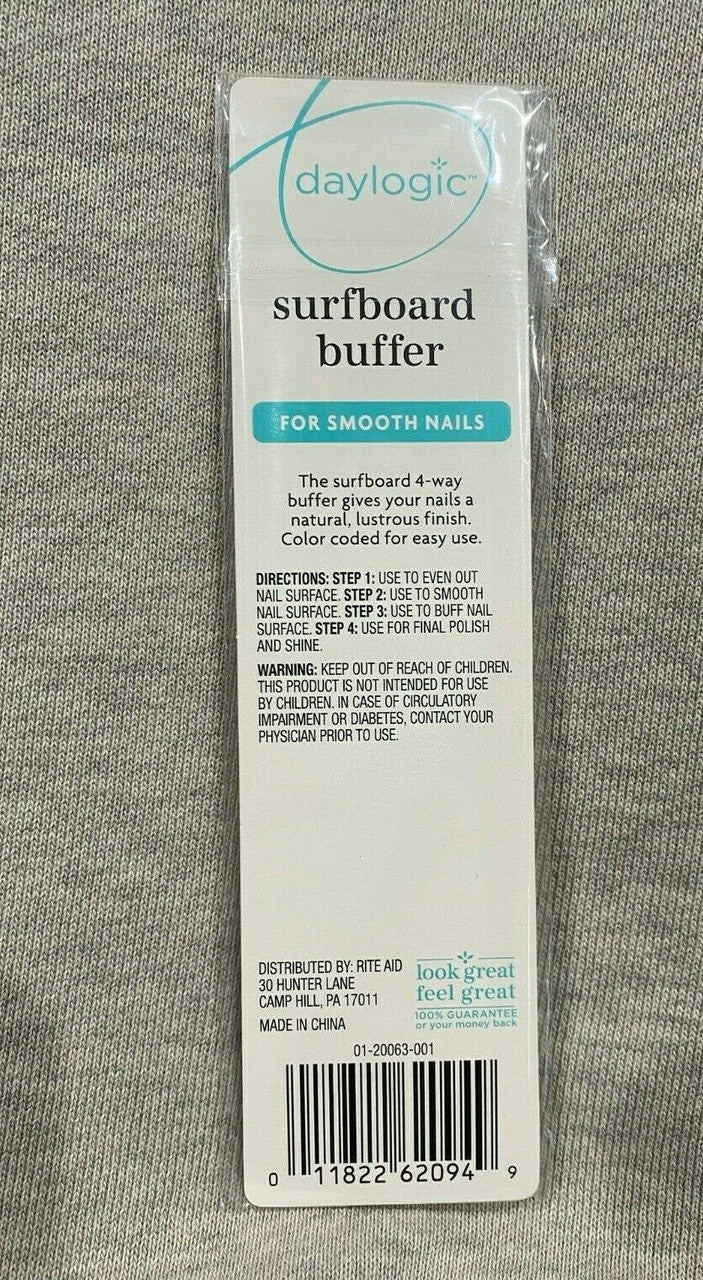 daylogic™
surfboard
buffer
FOR SMOOTH NAILS
The surfboard 4-way
buffer gives your nails a
natural, lustrous finish.
Color coded for easy use.
DIRECTIONS: STEP 1: USE TO EVEN OUT
NAIL SURFACE. STEP 2: USE TO SMOOTH
NAIL SURFACE. STEP 3: USE TO BUFF NAIL
SURFACE. STEP 4: USE FOR FINAL POLISH
AND SHINE.
WARNING: KEEP OUT OF REACH OF CHILDREN.
THIS PRODUCT IS NOT INTENDED FOR USE
BY CHILDREN. IN CASE OF CIRCULATORY
IMPAIRMENT OR DIABETES, CONTACT YOUR
PHYSICIAN PRIOR TO USE.
DISTRIBUTED BY: RITE AID
30 HUNTER LANE
CAMP HILL, PA 17011
MADE IN CHINA
look great
feel great
100% GUARANTEE
or your money back
01-20063-001
0 11822 62094 9